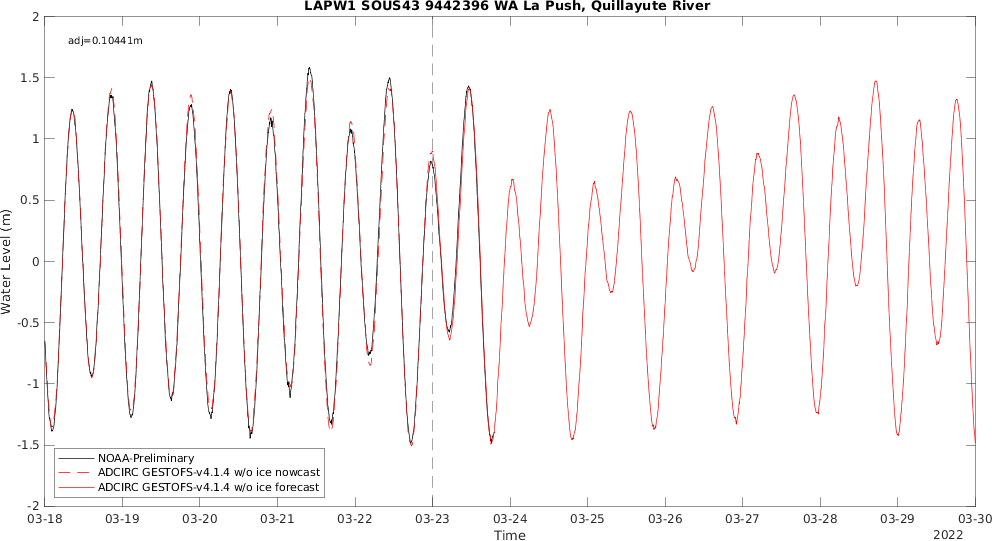 LAPW1 SOUS43 9442396 WA La Push, Quillayute River
adj=0.10441m
2
1.5
1
0.5
0
-0.5
-1
-1.5
-2
Water Level (m)
NOAA-Preliminary
ADCIRC GESTOFS-v4.1.4 w/o ice nowcast
ADCIRC GESTOFS-v4.1.4 w/o ice forecast
03-18 03-19 03-20 03-21 03-22 03-23 03-24 03-25 03-26 03-27 03-28 03-29 03-30
Time
2022